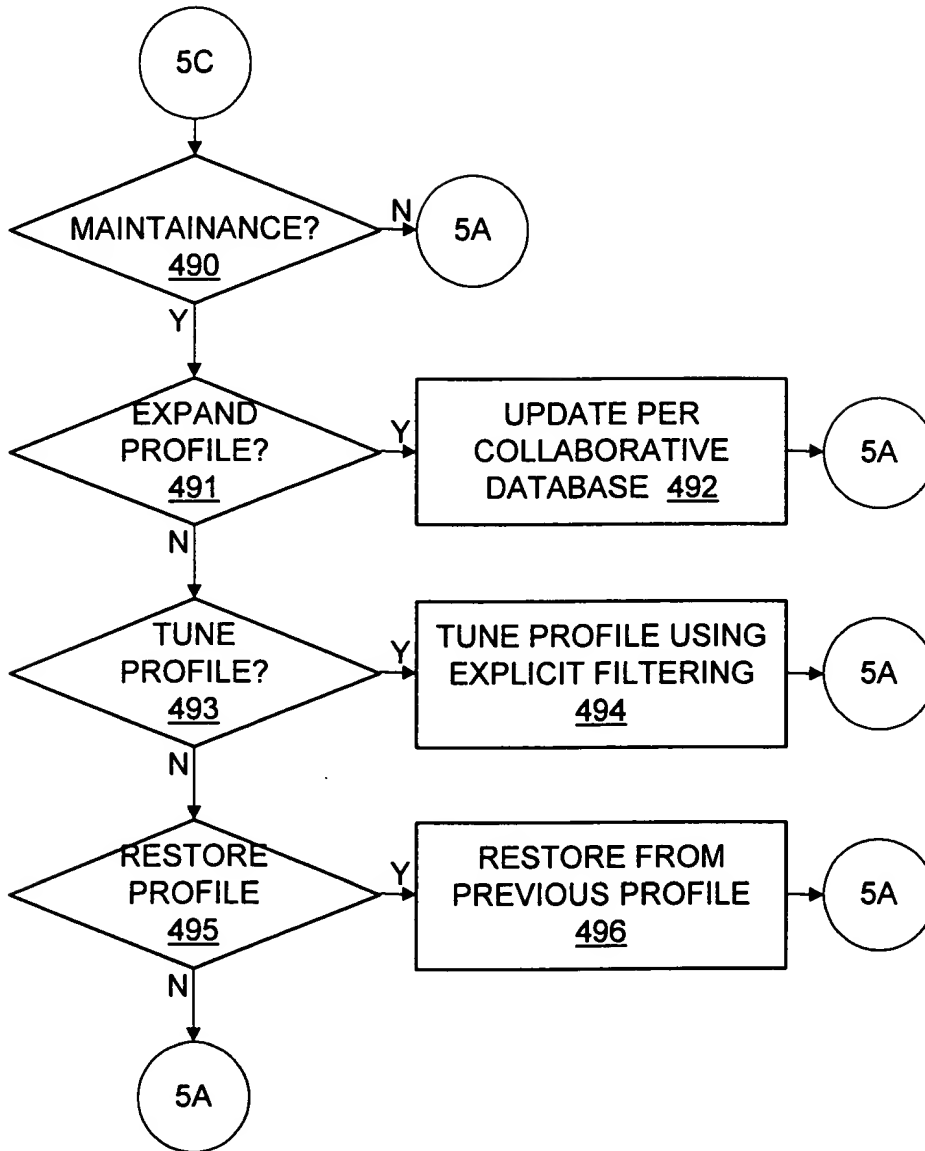 5C
MAINTAINANCE?
490
N
5A
Y
EXPAND
PROFILE?
491
Y
UPDATE PER
COLLABORATIVE
DATABASE 492
5A
N
TUNE
PROFILE?
493
Y
TUNE PROFILE USING
EXPLICIT FILTERING
494
5A
N
RESTORE
PROFILE
495
Y
RESTORE FROM
PREVIOUS PROFILE
496
5A
N
5A